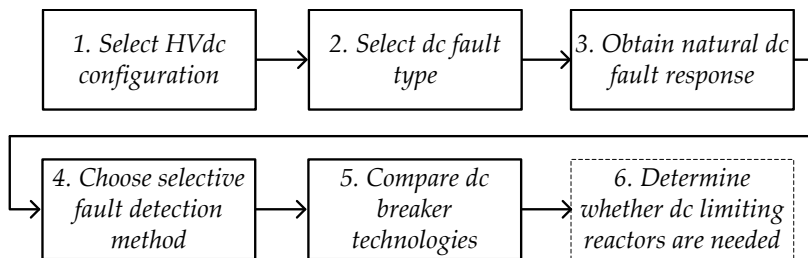 1. Select HVdc
configuration
2. Select dc fault
type
3. Obtain natural dc
fault response
4. Choose selective
fault detection
method
5. Compare dc
breaker
technologies
6. Determine
whether dc limiting
reactors are needed